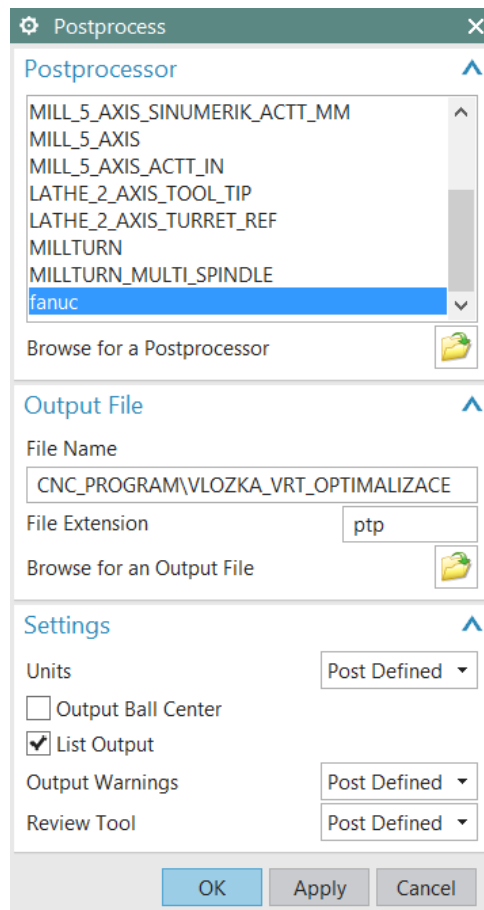 Postprocess
Postprocessor
MILL_5_AXIS_SINUMERIK_ACTT_MM
MILL_5_AXIS
MILL_5_AXIS_ACTT_IN
LATHE_2_AXIS_TOOL_TIP
LATHE_2_AXIS_TURRET_REF
MILLTURN
MILLTURN_MULTI_SPINDLE
fanuc
Browse for a Postprocessor
Output File
File Name
CNC_PROGRAM\VLOZKA_VRT_OPTIMALIZACE
File Extension ptp
Browse for an Output File
Settings
Units Post Defined
Output Ball Center
List Output
Output Warnings Post Defined
Review Tool Post Defined
OK Apply Cancel